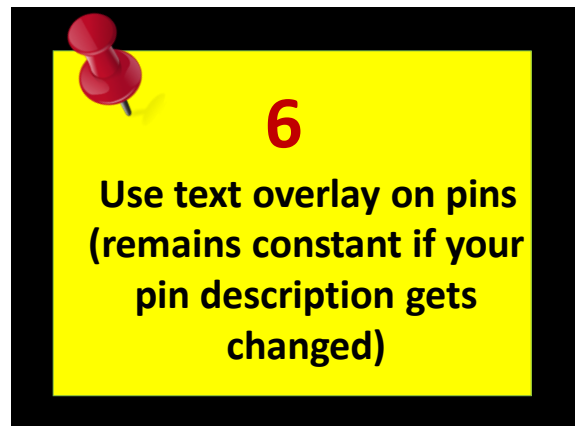 6
Use text overlay on pins
(remains constant if your
pin description gets
changed)